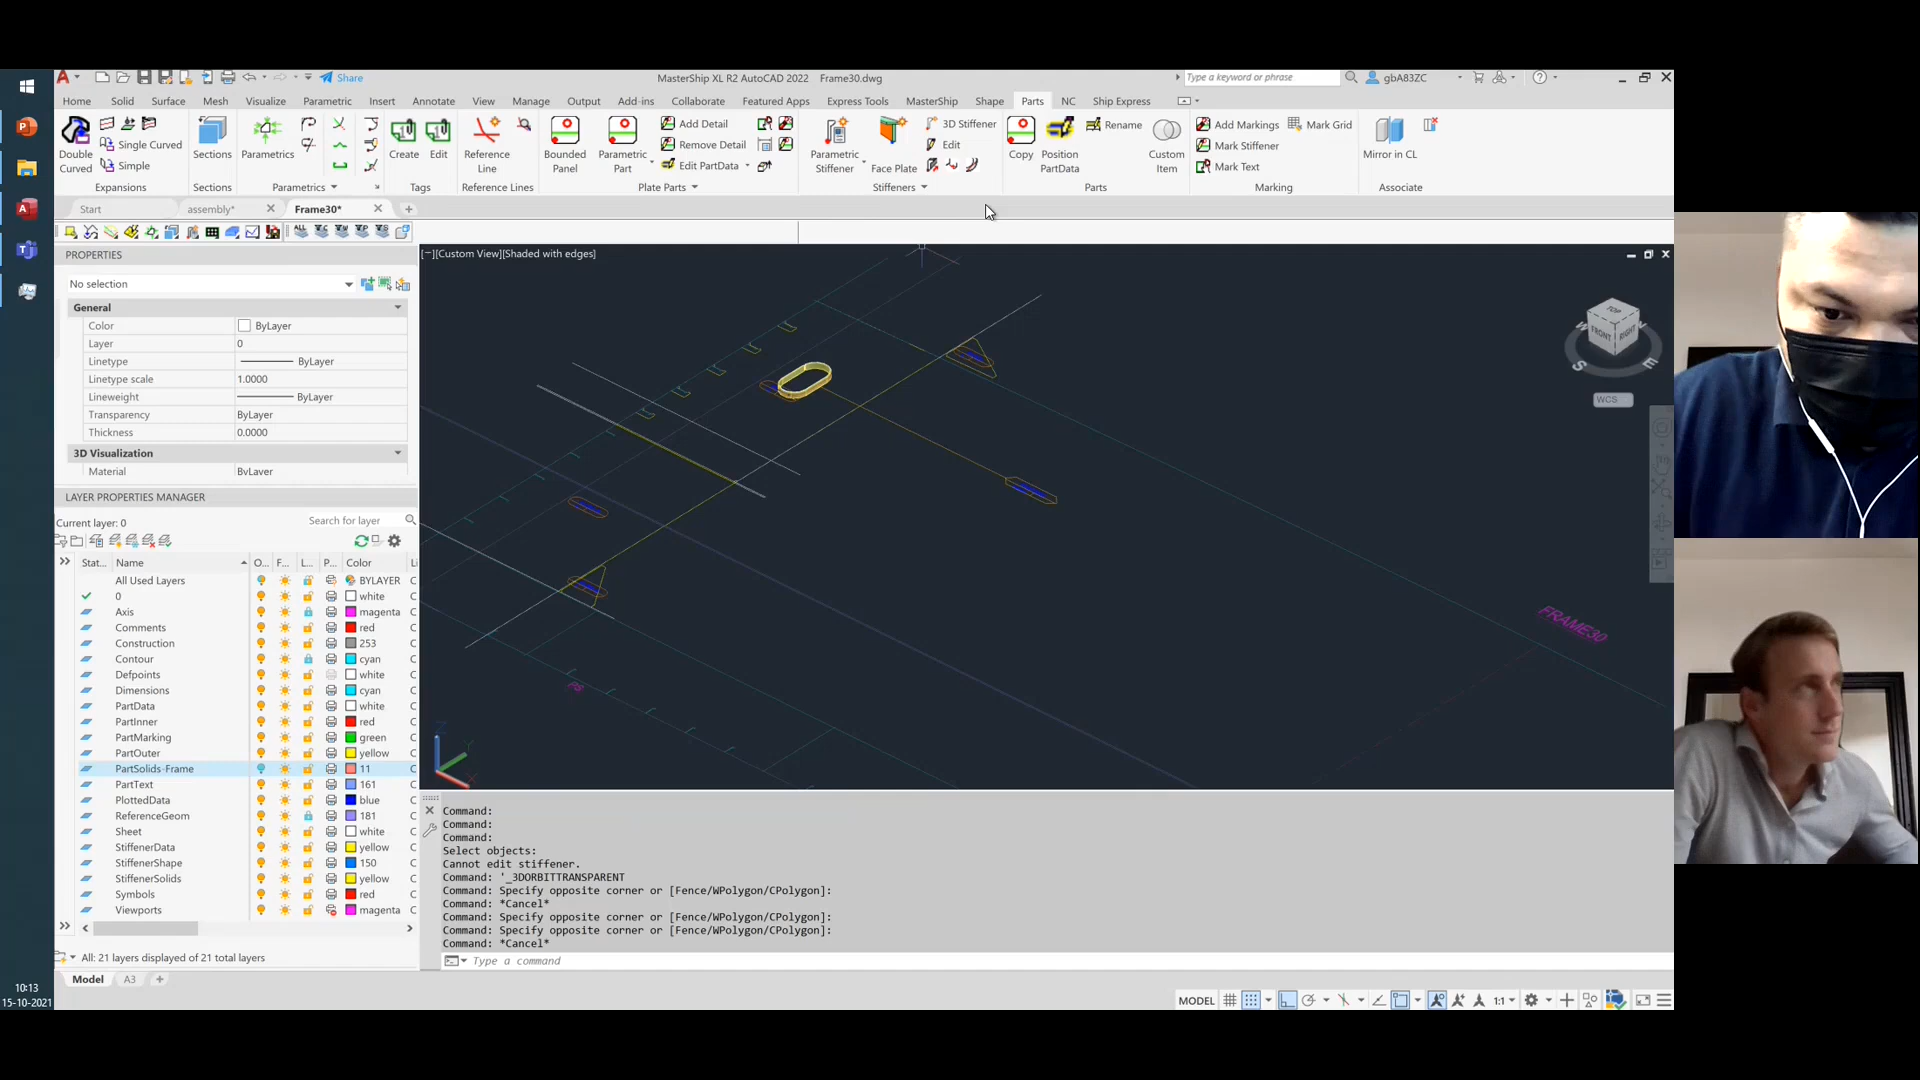 Share
MasterShip XL R2 AutoCAD 2022 Frame30.dwg
Type a keyword or phrase
gbA83ZC
Home Solid Surface Mesh Visualize Parametric Insert Annotate View Manage Output Add-ins Collaborate Featured Apps Express Tools MasterShip Shape Parts NC Ship Express
Double Curved
Single Curved
Simple
Expansions
Sections
Sections
Parametrics
Parametrics
Create
Edit
Tags
Reference Line
Reference Lines
Bounded Panel
Parametric Part
Add Detail
Remove Detail
Edit PartData
Plate Parts
Parametric Stiffener
Face Plate
3D Stiffener
Edit
Stiffeners
Copy
Position PartData
Rename
Custom Item
Parts
Add Markings
Mark Grid
Mark Stiffener
Mark Text
Marking
Mirror in CL
Associate
Start
assembly*
Frame30*
PROPERTIES
No selection
General
Color ByLayer
Layer 0
Linetype ByLayer
Linetype scale 1.0000
Lineweight ByLayer
Transparency ByLayer
Thickness 0.0000
3D Visualization
Material ByLayer
LAYER PROPERTIES MANAGER
Current layer: 0
Search for layer
Stat... Name O... F... L... P... Color Li
All Used Layers BYLAYER
0 white C
Axis magenta C
Comments red C
Construction 253 C
Contour cyan C
Defpoints white C
Dimensions cyan C
PartData white C
PartInner red C
PartMarking green C
PartOuter yellow C
PartSolids-Frame 11 C
PartText 161 C
PlottedData blue C
ReferenceGeom 181 C
Sheet white C
StiffenerData yellow C
StiffenerShape 150 C
StiffenerSolids yellow C
Symbols red C
Viewports magenta C
All: 21 layers displayed of 21 total layers
[−][Custom View][Shaded with edges]
TOP
FRONT
RIGHT
W
S
E
WCS
FRAME30
PS
Command:
Command:
Command:
Select objects:
Cannot edit stiffener.
Command: '_3DORBITTRANSPARENT
Command: Specify opposite corner or [Fence/WPolygon/CPolygon]:
Command: *Cancel*
Command: Specify opposite corner or [Fence/WPolygon/CPolygon]:
Command: Specify opposite corner or [Fence/WPolygon/CPolygon]:
Command: *Cancel*
Type a command
Model
A3
10:13
15-10-2021
MODEL
1:1